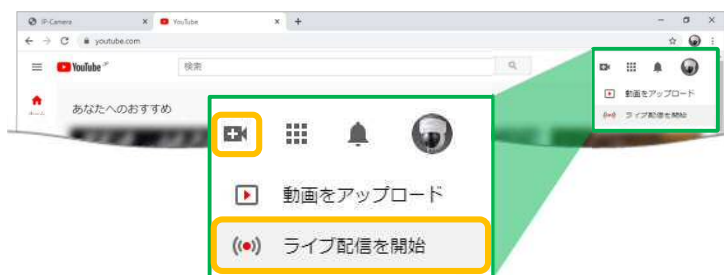 IP-Camera
YouTube
youtube.com
YouTube JP
検索
動画をアップロード
ライブ配信を開始
あなたへのおすすめ
動画をアップロード
ライブ配信を開始